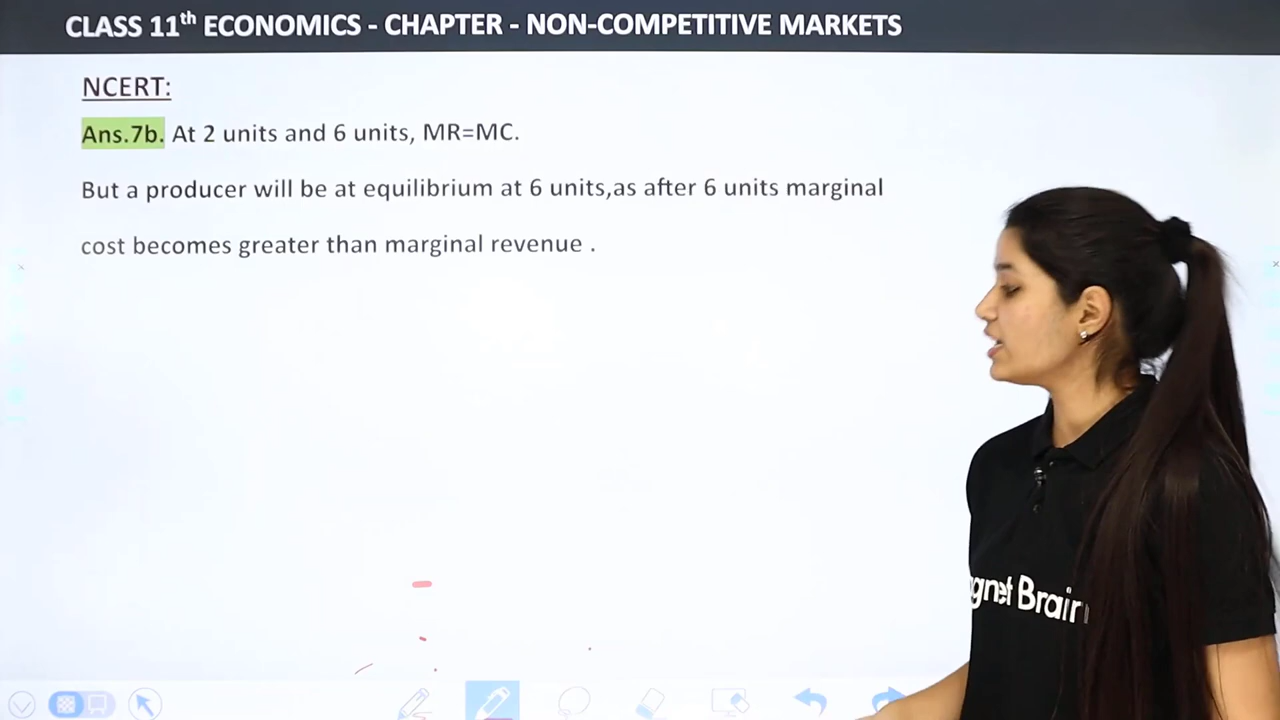 CLASS 11th ECONOMICS - CHAPTER - NON-COMPETITIVE MARKETS
NCERT:
Ans.7b. At 2 units and 6 units, MR=MC.
But a producer will be at equilibrium at 6 units,as after 6 units marginal
cost becomes greater than marginal revenue .
gnet Brain